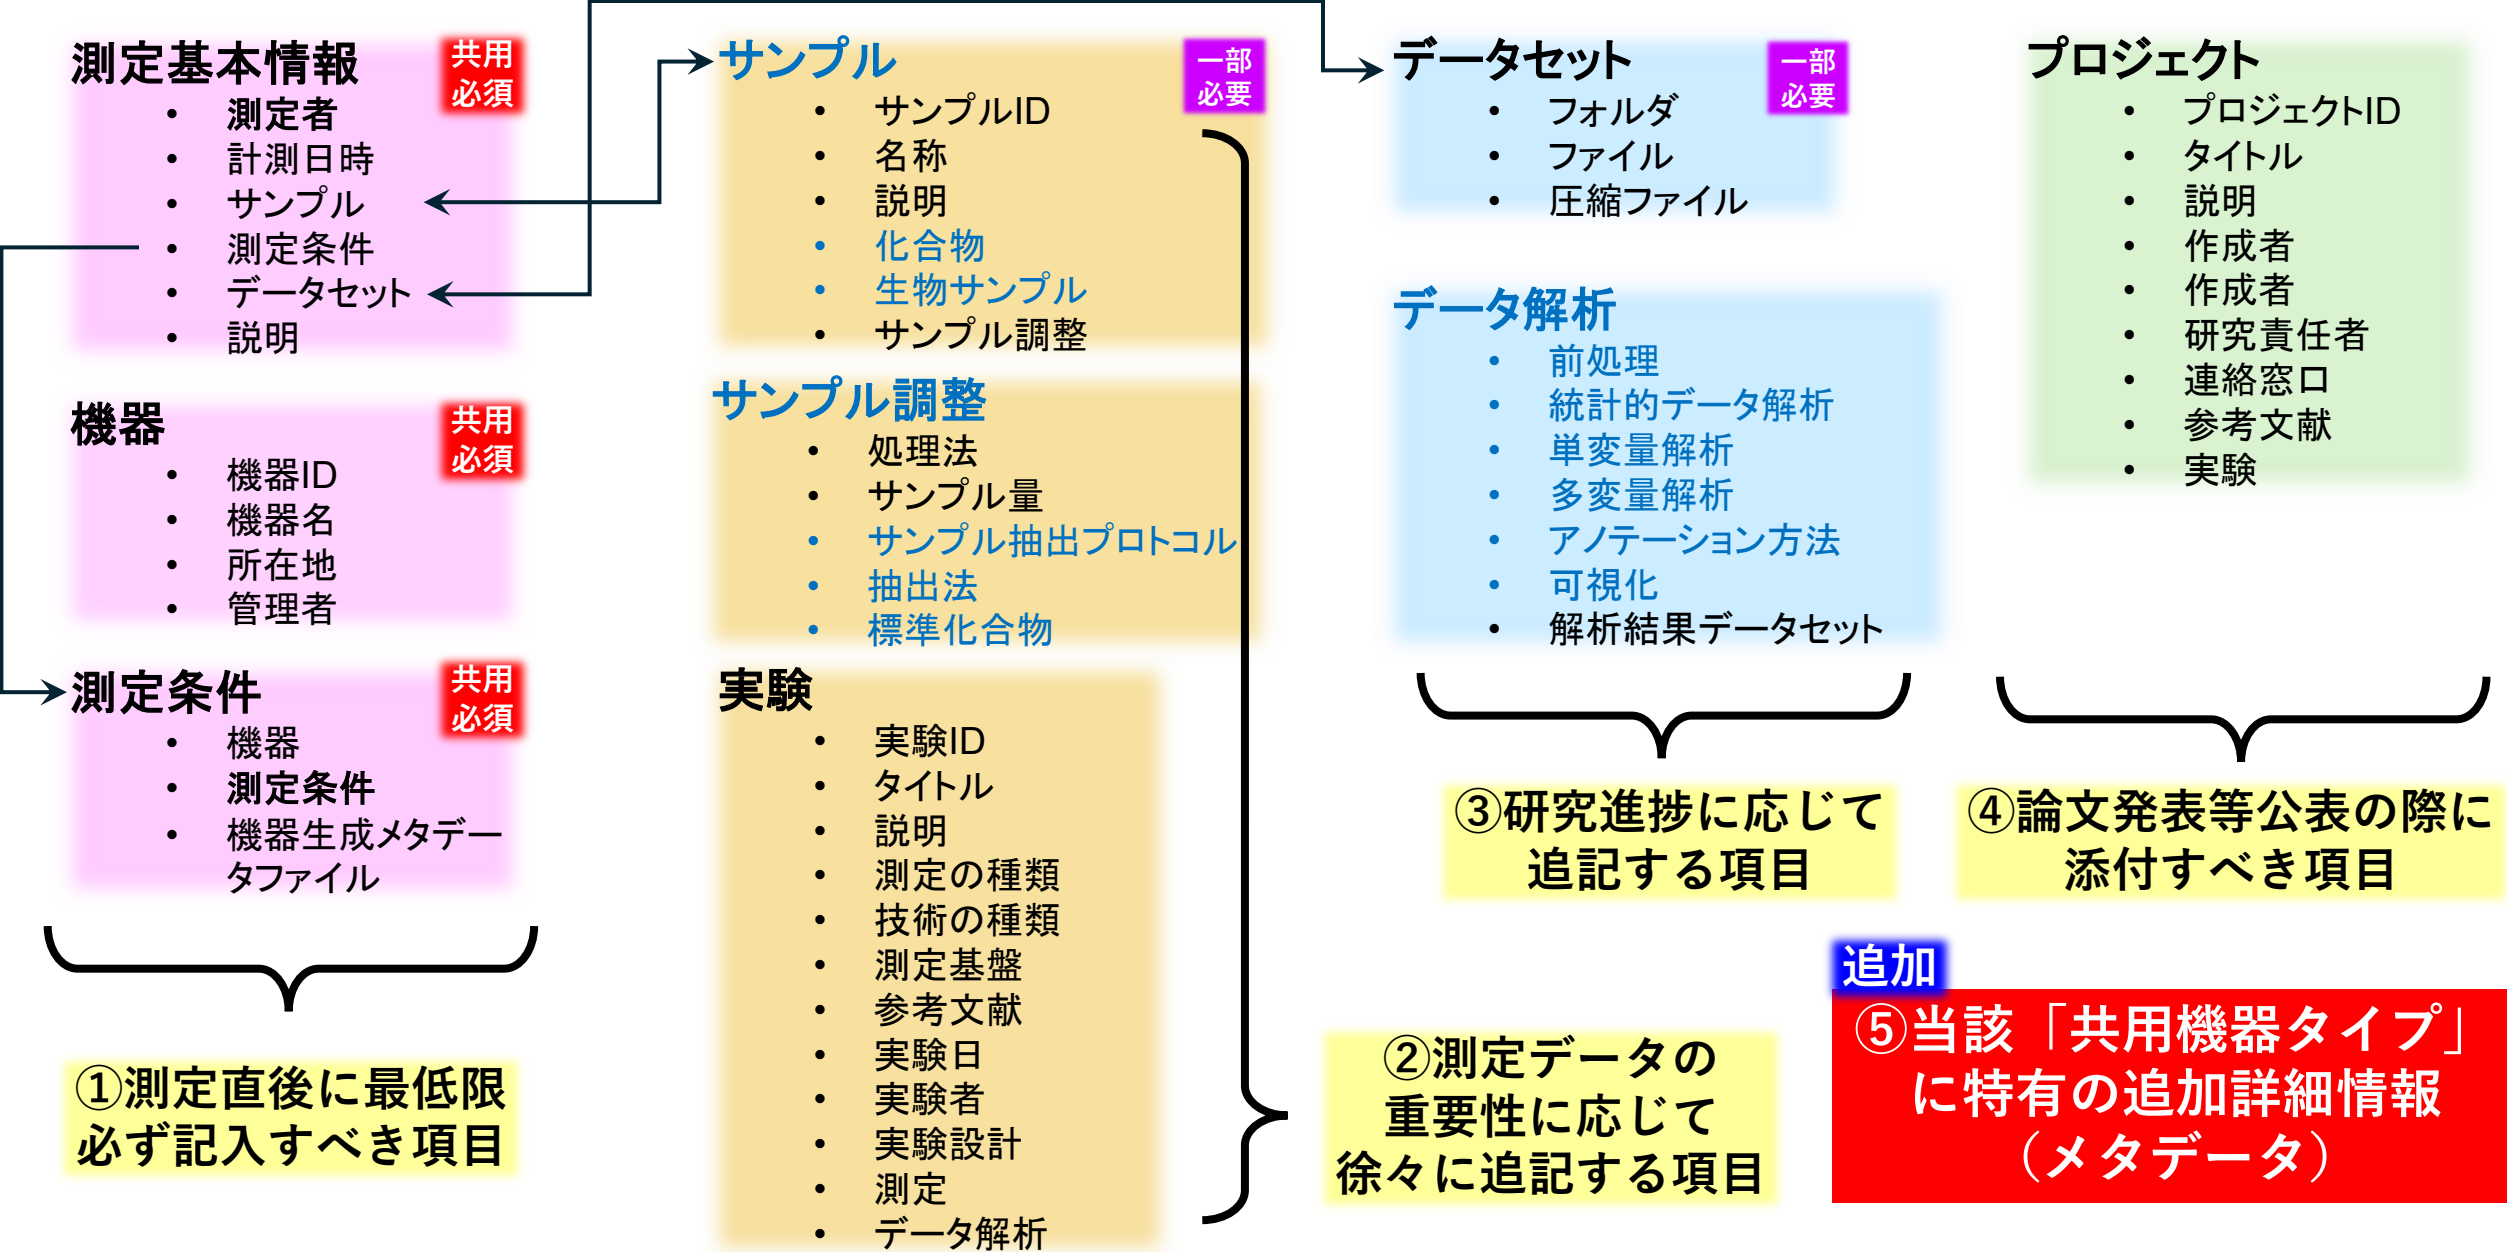 測定基本情報
共用
必須
• 測定者
• 計測日時
• サンプル
• 測定条件
• データセット
• 説明
機器
共用
必須
• 機器ID
• 機器名
• 所在地
• 管理者
測定条件
共用
必須
• 機器
• 測定条件
• 機器生成メタデー
タファイル
①測定直後に最低限
必ず記入すべき項目
サンプル
一部
必要
• サンプルID
• 名称
• 説明
• 化合物
• 生物サンプル
• サンプル調整
サンプル調整
• 処理法
• サンプル量
• サンプル抽出プロトコル
• 抽出法
• 標準化合物
実験
• 実験ID
• タイトル
• 説明
• 測定の種類
• 技術の種類
• 測定基盤
• 参考文献
• 実験日
• 実験者
• 実験設計
• 測定
• データ解析
②測定データの
重要性に応じて
徐々に追記する項目
データセット
一部
必要
• フォルダ
• ファイル
• 圧縮ファイル
データ解析
• 前処理
• 統計的データ解析
• 単変量解析
• 多変量解析
• アノテーション方法
• 可視化
• 解析結果データセット
③研究進捗に応じて
追記する項目
プロジェクト
• プロジェクトID
• タイトル
• 説明
• 作成者
• 作成者
• 研究責任者
• 連絡窓口
• 参考文献
• 実験
④論文発表等公表の際に
添付すべき項目
追加
⑤当該「共用機器タイプ」
に特有の追加詳細情報
（メタデータ）